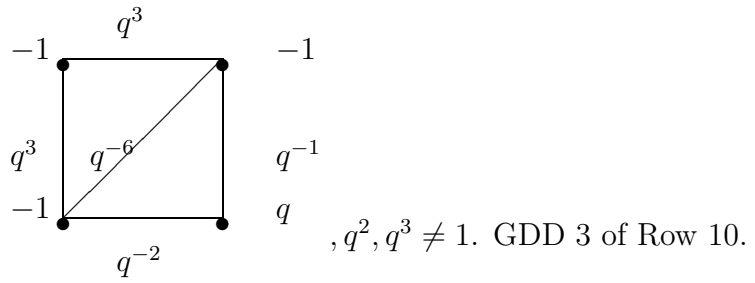 q^3
−1 −1
q^3 q^{−6} q^{−1}
−1 q
, q^2, q^3 ≠ 1. GDD 3 of Row 10.
q^{−2}